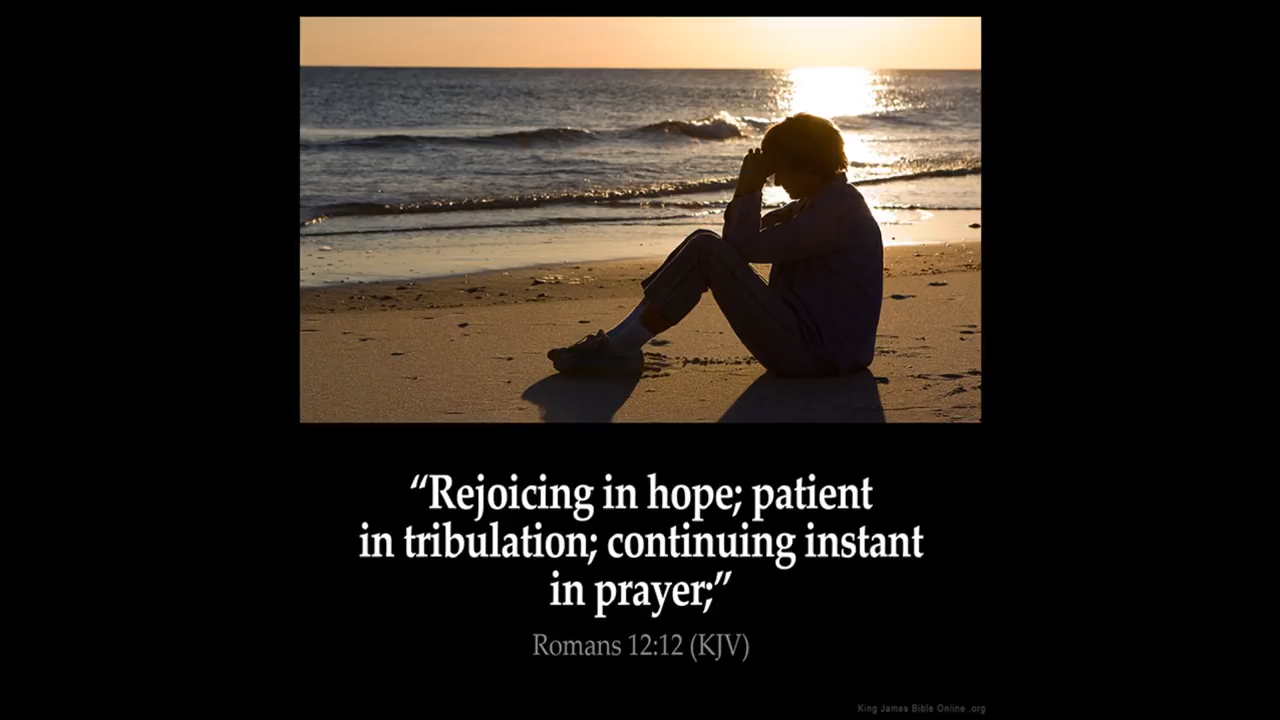 “Rejoicing in hope; patient
in tribulation; continuing instant
in prayer;”
Romans 12:12 (KJV)
King James Bible Online .org